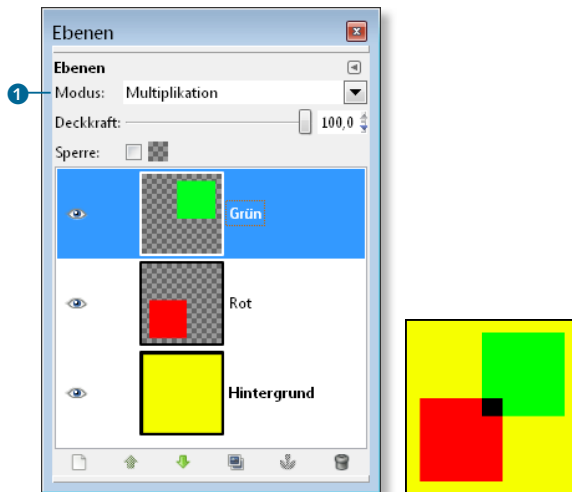 Ebenen
Ebenen
1
Modus: Multiplikation
Deckkraft: 100,0
Sperre:
Grün
Rot
Hintergrund